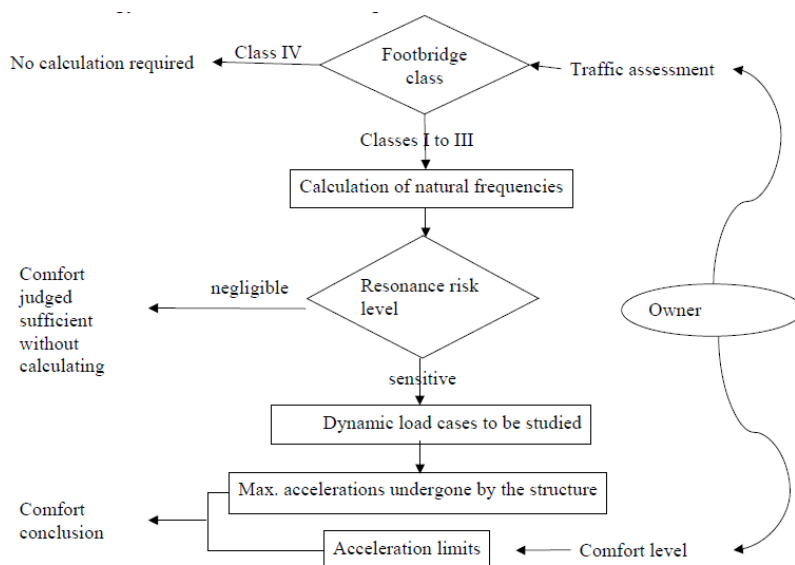 Class IV
Footbridge
class
No calculation required
Traffic assessment
Classes I to III
Calculation of natural frequencies
Comfort
judged
sufficient
without
calculating
negligible
Resonance risk
level
Owner
sensitive
Dynamic load cases to be studied
Max. accelerations undergone by the structure
Comfort
conclusion
Acceleration limits
Comfort level